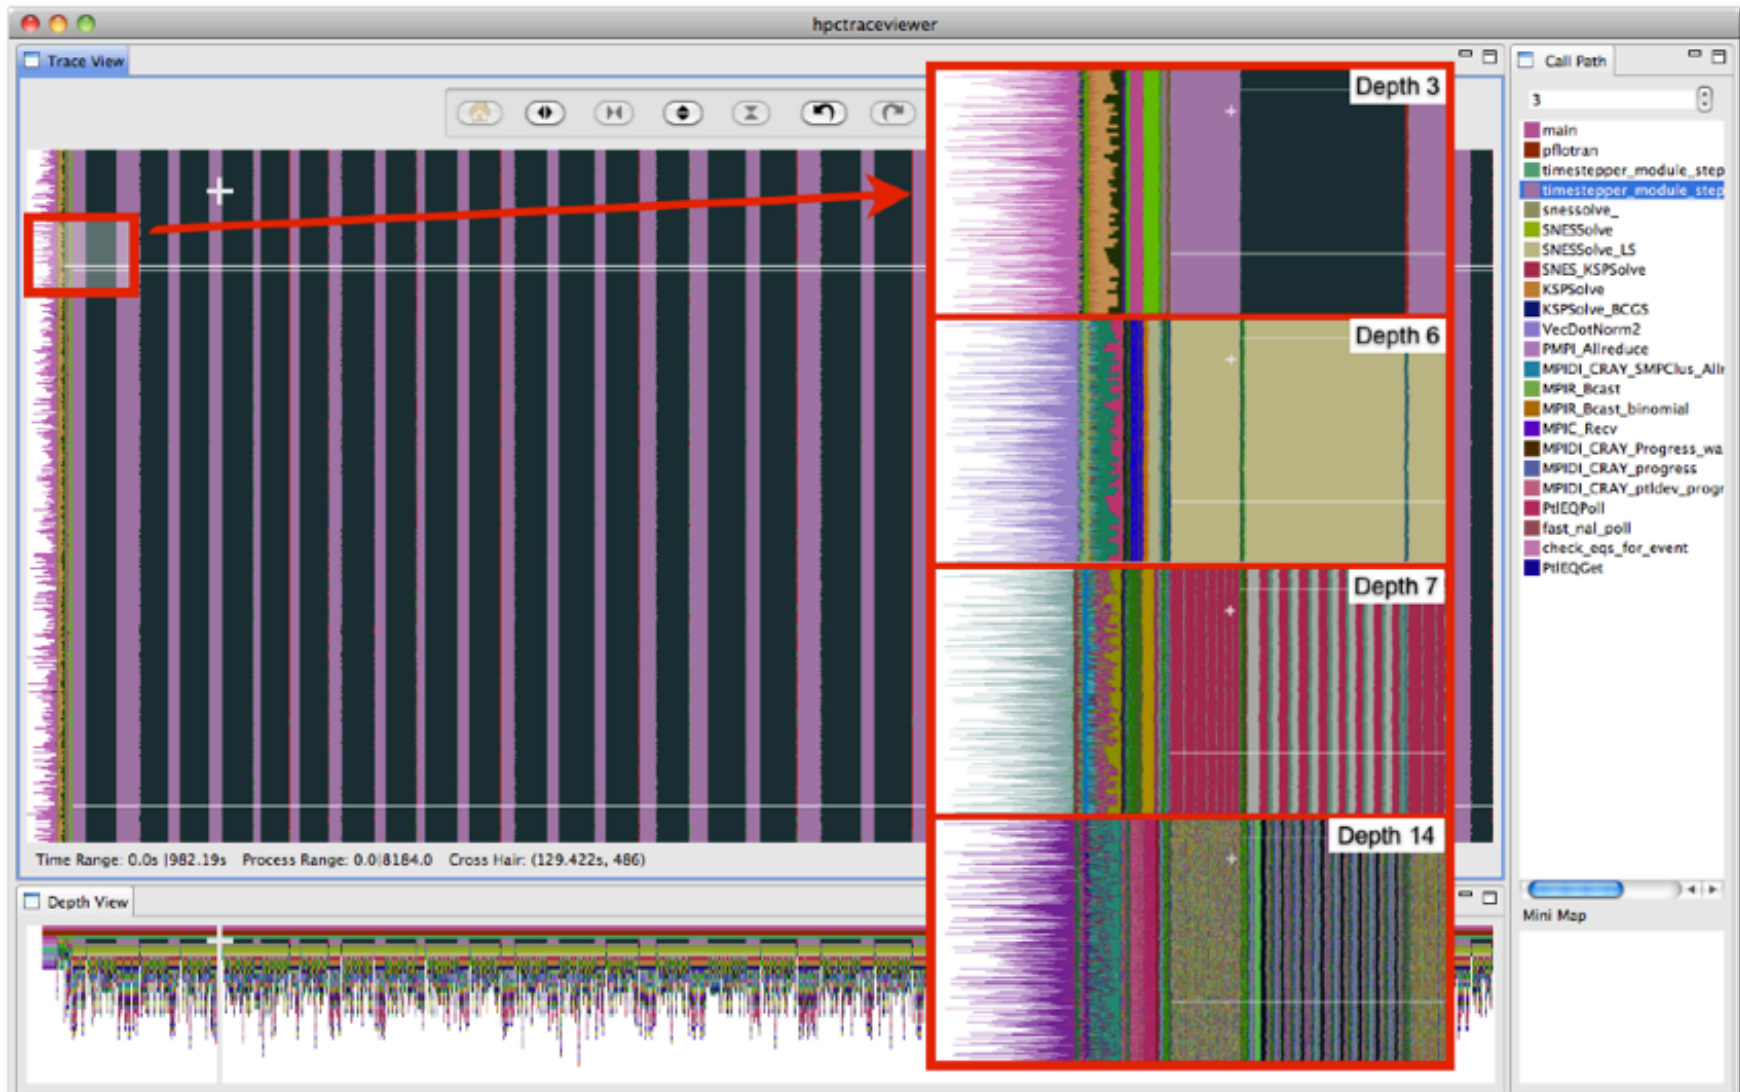 hpctraceviewer
Trace View
Call Path
3
main
pflotran
timestepper_module_step
timestepper_module_step
snessolve_
SNESSolve
SNESSolve_LS
SNES_KSPSolve
KSPSolve
KSPSolve_BCGS
VecDotNorm2
PMPI_Allreduce
MPIDI_CRAY_SMPClus_Allr
MPIR_Bcast
MPIR_Bcast_binomial
MPIC_Recv
MPIDI_CRAY_Progress_wa
MPIDI_CRAY_progress
MPIDI_CRAY_ptldev_progr
PtlEQPoll
fast_nal_poll
check_eqs_for_event
PtlEQGet
Depth 3
Depth 6
Depth 7
Depth 14
Time Range: 0.0s |982.19s Process Range: 0.0|8184.0 Cross Hair: (129.422s, 486)
Depth View
Mini Map